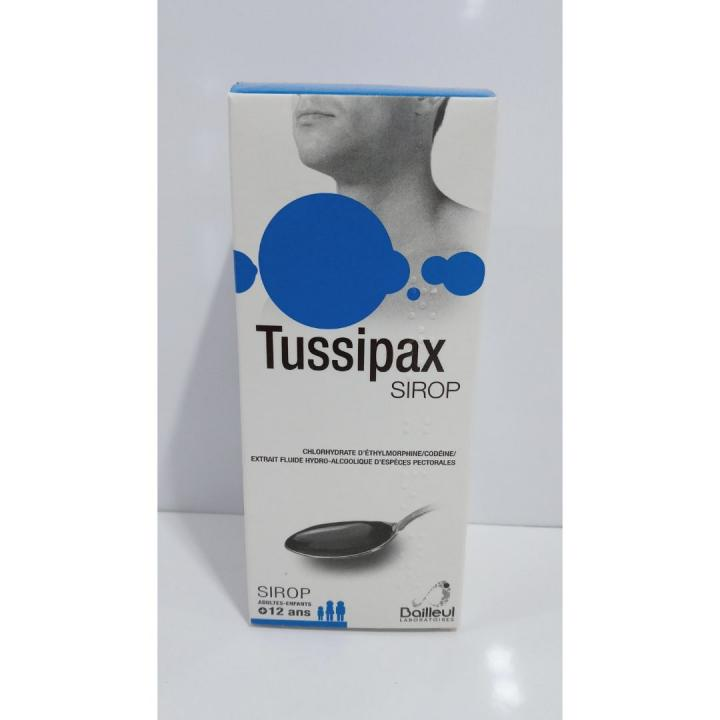 Tussipax
SIROP
CHLORHYDRATE D'ÉTHYLMORPHINE/CODÉINE/
EXTRAIT FLUIDE HYDRO-ALCOOLIQUE D'ESPÈCES PECTORALES
SIROP
ADULTES-ENFANTS
+12 ans
Bailleul
LABORATOIRES